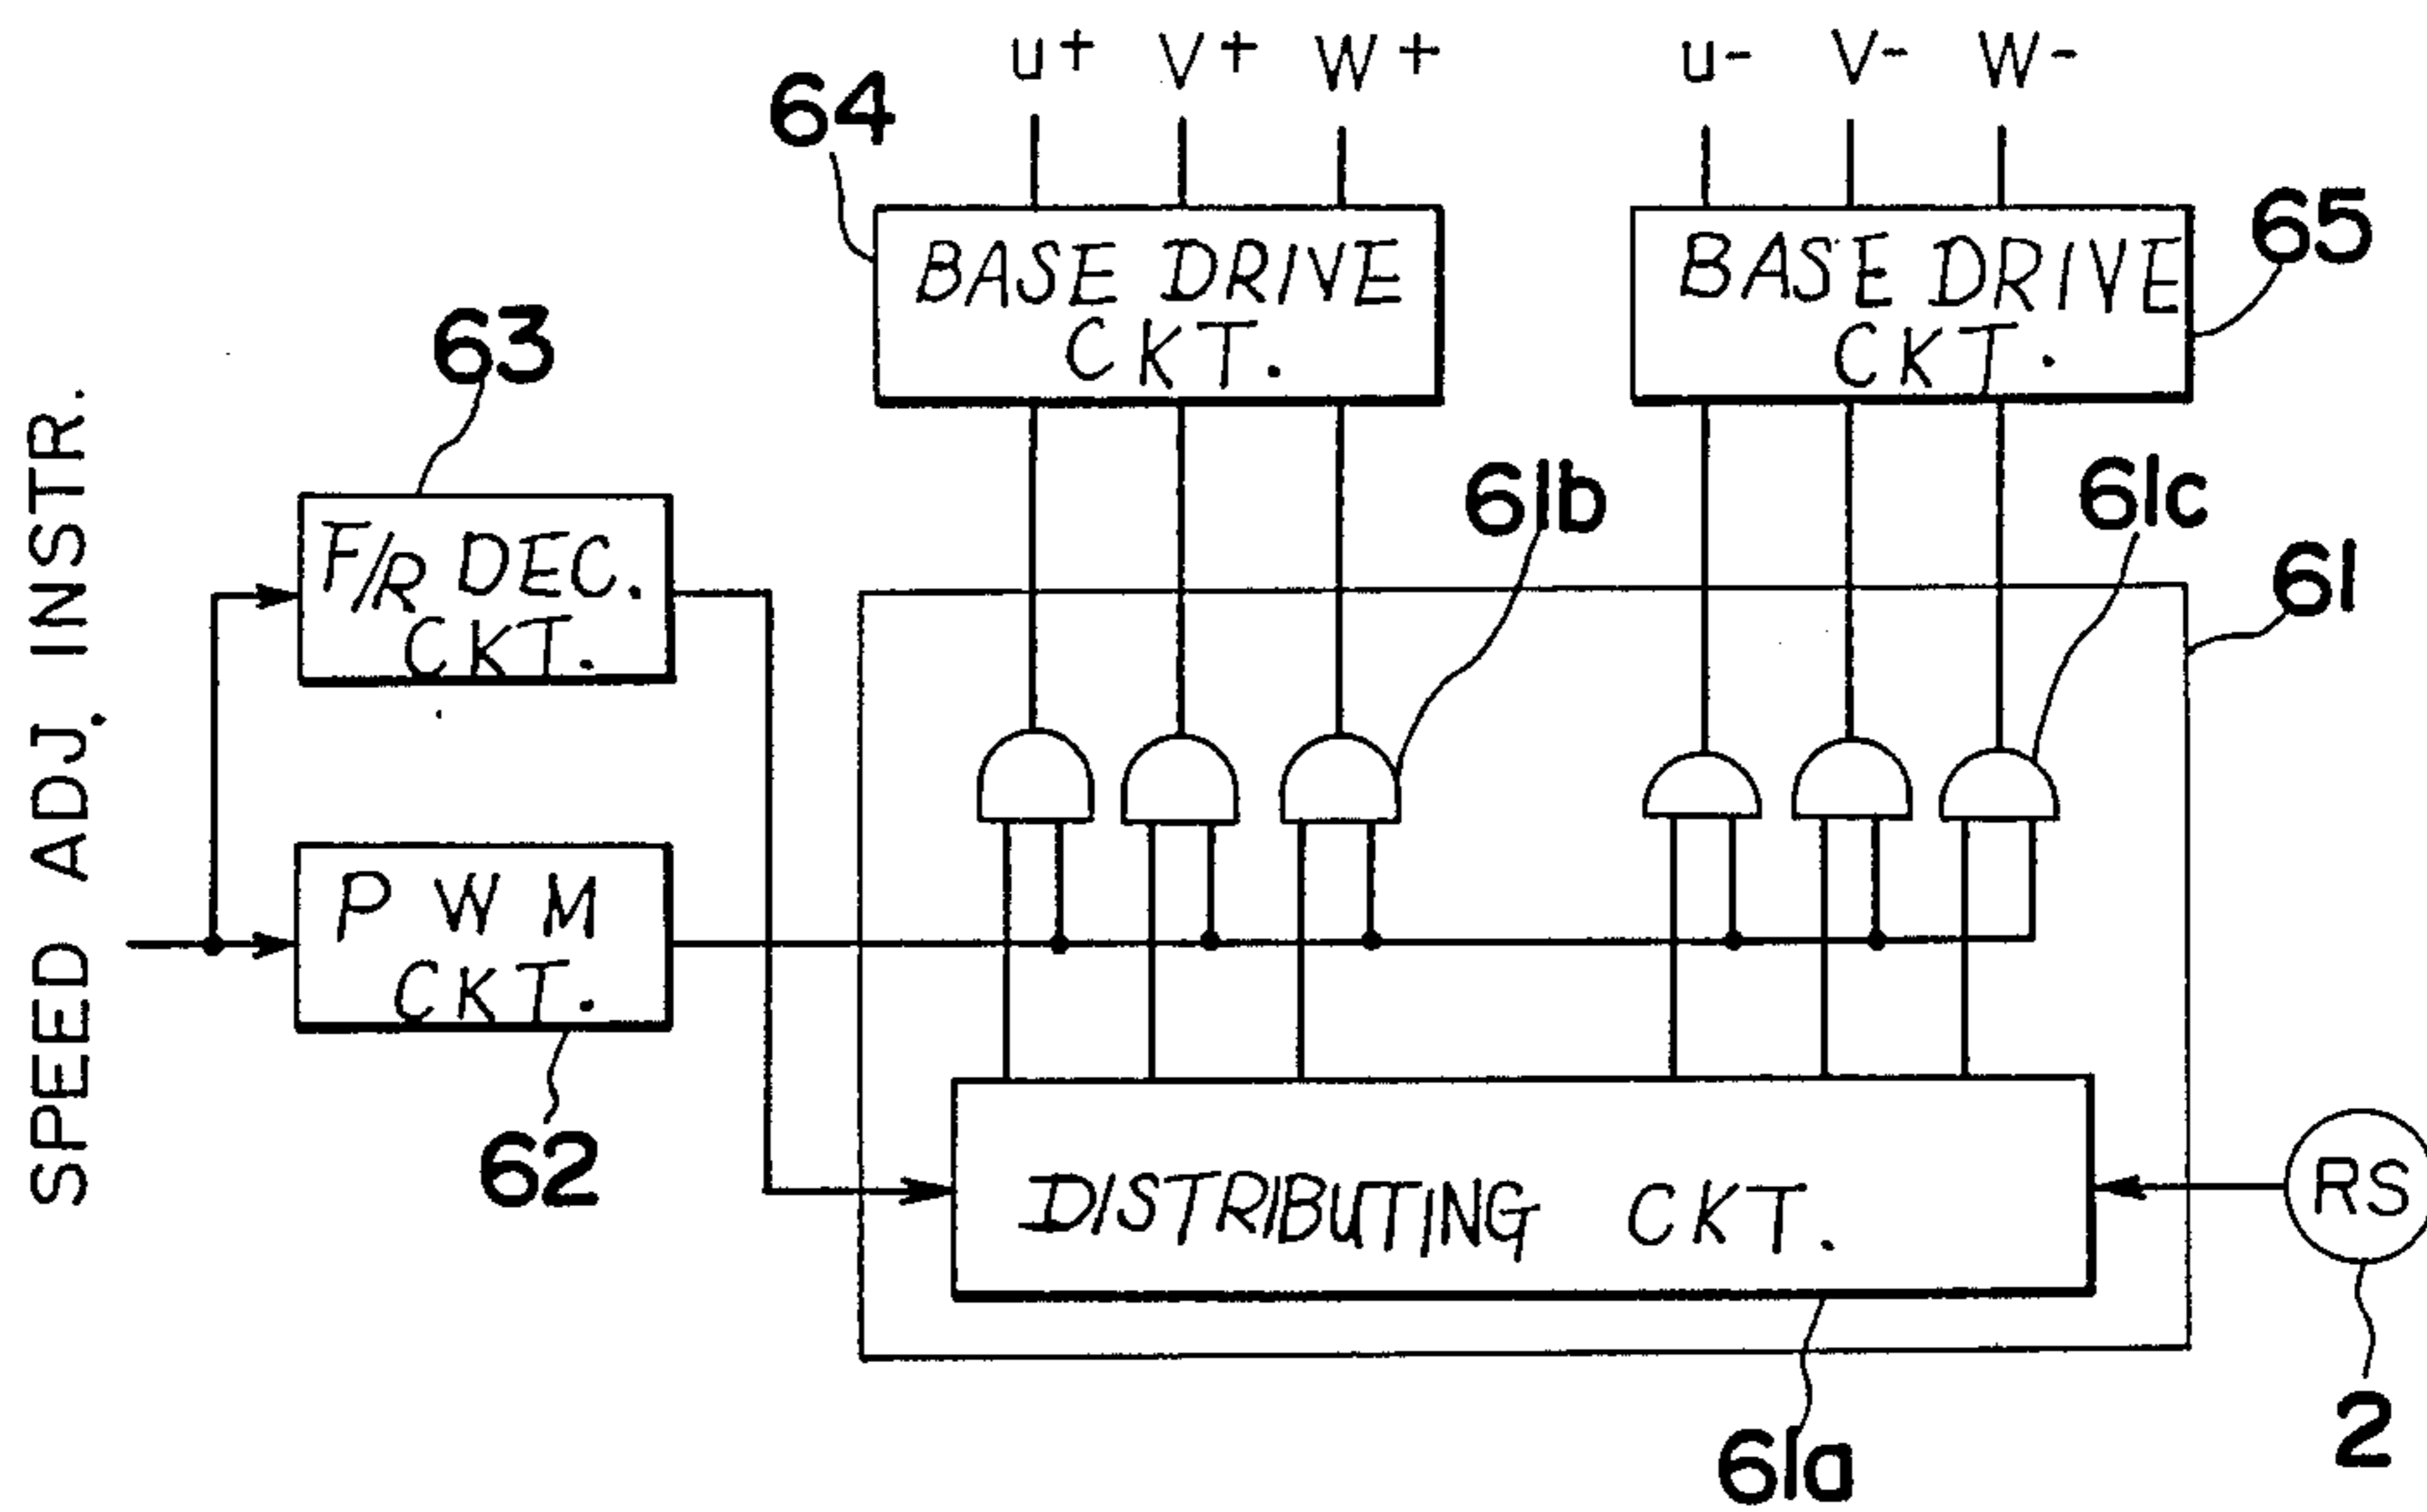 u+ V+ W+ u- V- W-
64
BASE DRIVE
CKT.
BASE DRIVE
CKT.
65
63
F/R DEC.
CKT.
61b
61c
61
SPEED ADJ. INSTR.
PWM
CKT.
62
DISTRIBUTING CKT.
RS
61a
2